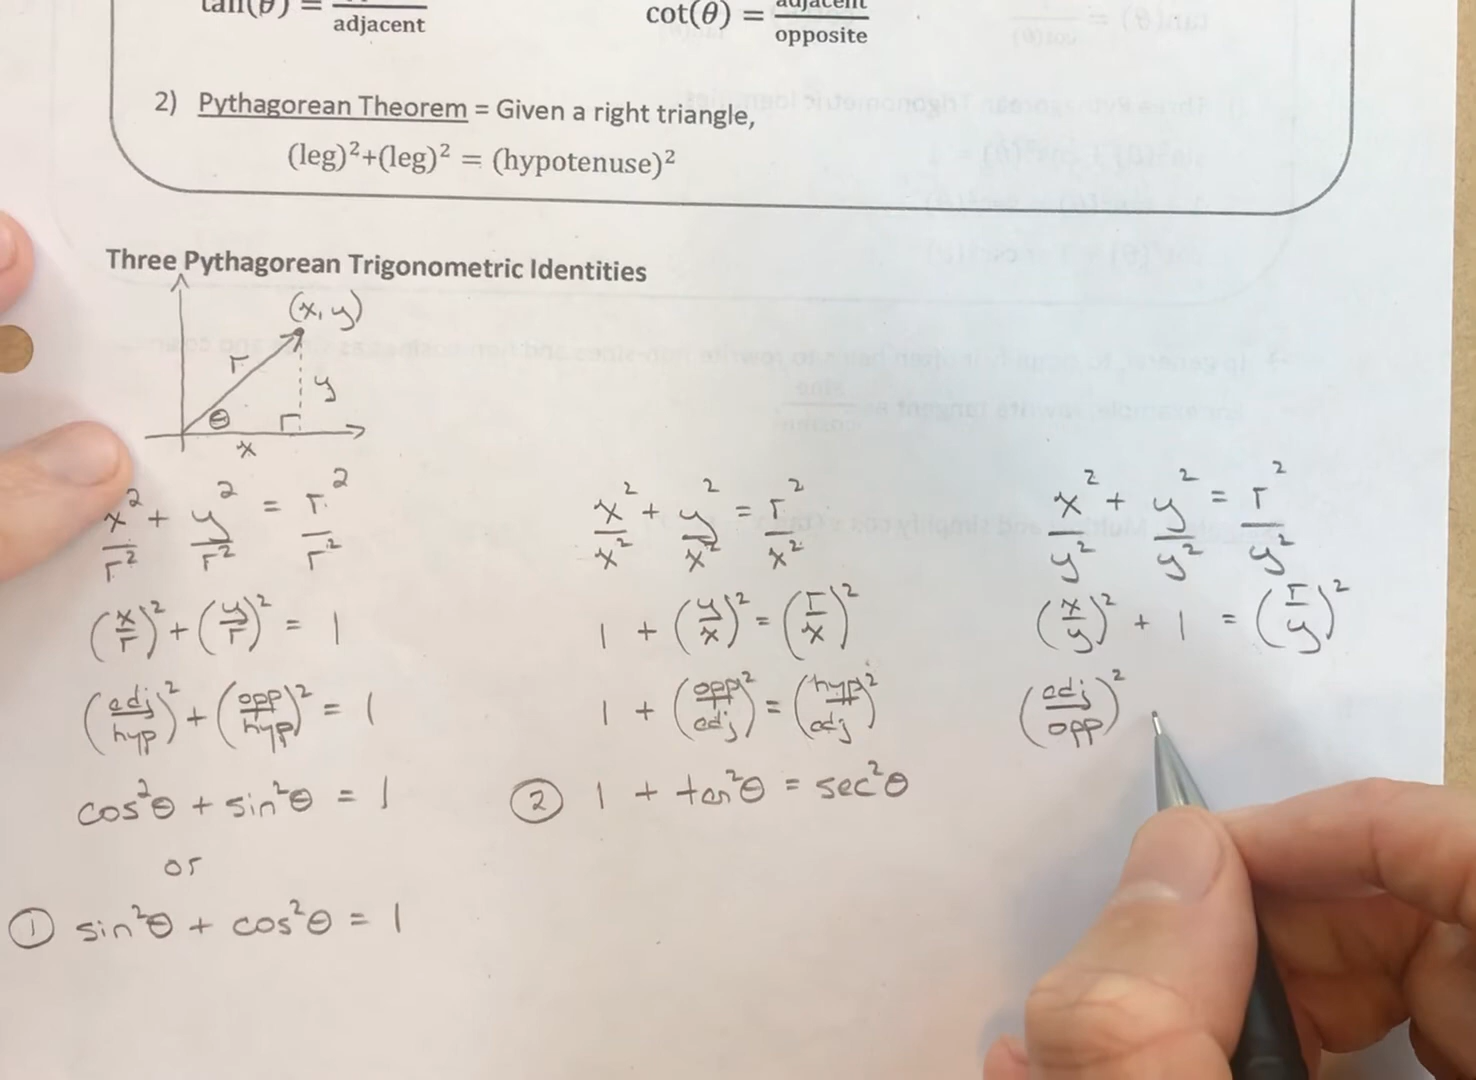 tan(θ) = adjacent
cot(θ) = adjacent / opposite
2) Pythagorean Theorem = Given a right triangle,
(leg)²+(leg)² = (hypotenuse)²
Three Pythagorean Trigonometric Identities
(x, y)
r
y
θ
x
x²/r² + y²/r² = r²/r²
(x/r)² + (y/r)² = 1
(adj/hyp)² + (opp/hyp)² = 1
cos²θ + sin²θ = 1
or
① sin²θ + cos²θ = 1
x²/x² + y²/x² = r²/x²
1 + (y/x)² = (r/x)²
1 + (opp/adj)² = (hyp/adj)²
② 1 + tan²θ = sec²θ
x²/y² + y²/y² = r²/y²
(x/y)² + 1 = (r/y)²
(adj/opp)²